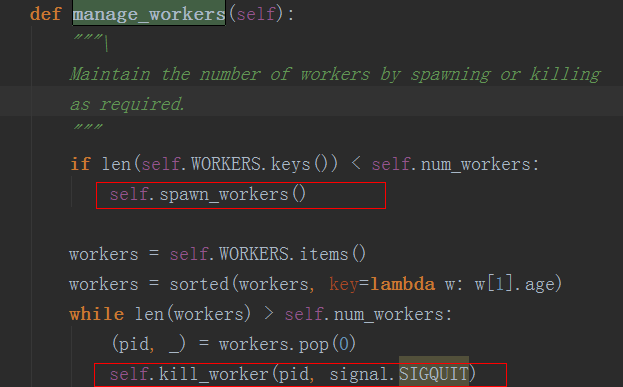 def manage_workers(self):
    """\
    Maintain the number of workers by spawning or killing
    as required.
    """
    if len(self.WORKERS.keys()) < self.num_workers:
        self.spawn_workers()
    workers = self.WORKERS.items()
    workers = sorted(workers, key=lambda w: w[1].age)
    while len(workers) > self.num_workers:
        (pid, _) = workers.pop(0)
        self.kill_worker(pid, signal.SIGQUIT)